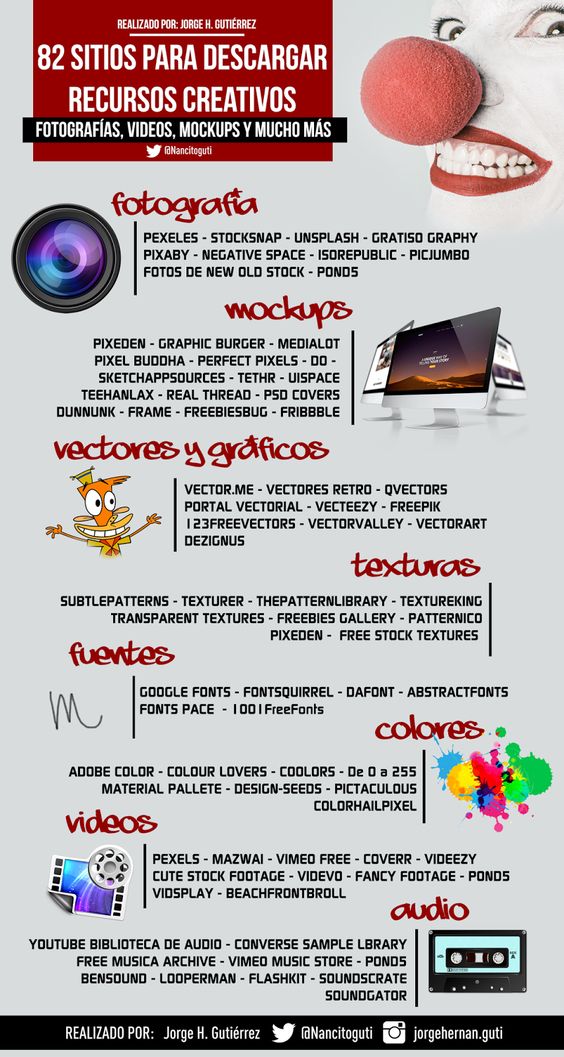 REALIZADO POR: JORGE H. GUTIÉRREZ
82 SITIOS PARA DESCARGAR
RECURSOS CREATIVOS
FOTOGRAFÍAS, VIDEOS, MOCKUPS Y MUCHO MÁS
@Nancitoguti
fotografía
PEXELES - STOCKSNAP - UNSPLASH - GRATISO GRAPHY
PIXABY - NEGATIVE SPACE - ISOREPUBLIC - PICJUMBO
FOTOS DE NEW OLD STOCK - POND5
mockups
PIXEDEN - GRAPHIC BURGER - MEDIALOT
PIXEL BUDDHA - PERFECT PIXELS - DO -
SKETCHAPPSOURCES - TETHR - UISPACE
TEEHANLAX - REAL THREAD - PSD COVERS
DUNNUNK - FRAME - FREEBIESBUG - FRIBBBLE
vectores y gráficos
VECTOR.ME - VECTORES RETRO - QVECTORS
PORTAL VECTORIAL - VECTEEZY - FREEPIK
123FREEVECTORS - VECTORVALLEY - VECTORART
DEZIGNUS
texturas
SUBTLEPATTERNS - TEXTURER - THEPATTERNLIBRARY - TEXTUREKING
TRANSPARENT TEXTURES - FREEBIES GALLERY - PATTERNICO
PIXEDEN - FREE STOCK TEXTURES
fuentes
m
GOOGLE FONTS - FONTSQUIRREL - DAFONT - ABSTRACTFONTS
FONTS PACE - 1001FreeFonts
colores
ADOBE COLOR - COLOUR LOVERS - COOLORS - De 0 a 255
MATERIAL PALLETE - DESIGN-SEEDS - PICTACULOUS
COLORHAILPIXEL
videos
PEXELS - MAZWAI - VIMEO FREE - COVERR - VIDEEZY
CUTE STOCK FOOTAGE - VIDEVO - FANCY FOOTAGE - POND5
VIDSPLAY - BEACHFRONTBROLL
audio
YOUTUBE BIBLIOTECA DE AUDIO - CONVERSE SAMPLE LIBRARY
FREE MUSICA ARCHIVE - VIMEO MUSIC STORE - POND5
BENSOUND - LOOPERMAN - FLASHKIT - SOUNDSCRATE
SOUNDGATOR
REALIZADO POR: Jorge H. Gutiérrez @Nancitoguti jorgehernan.guti